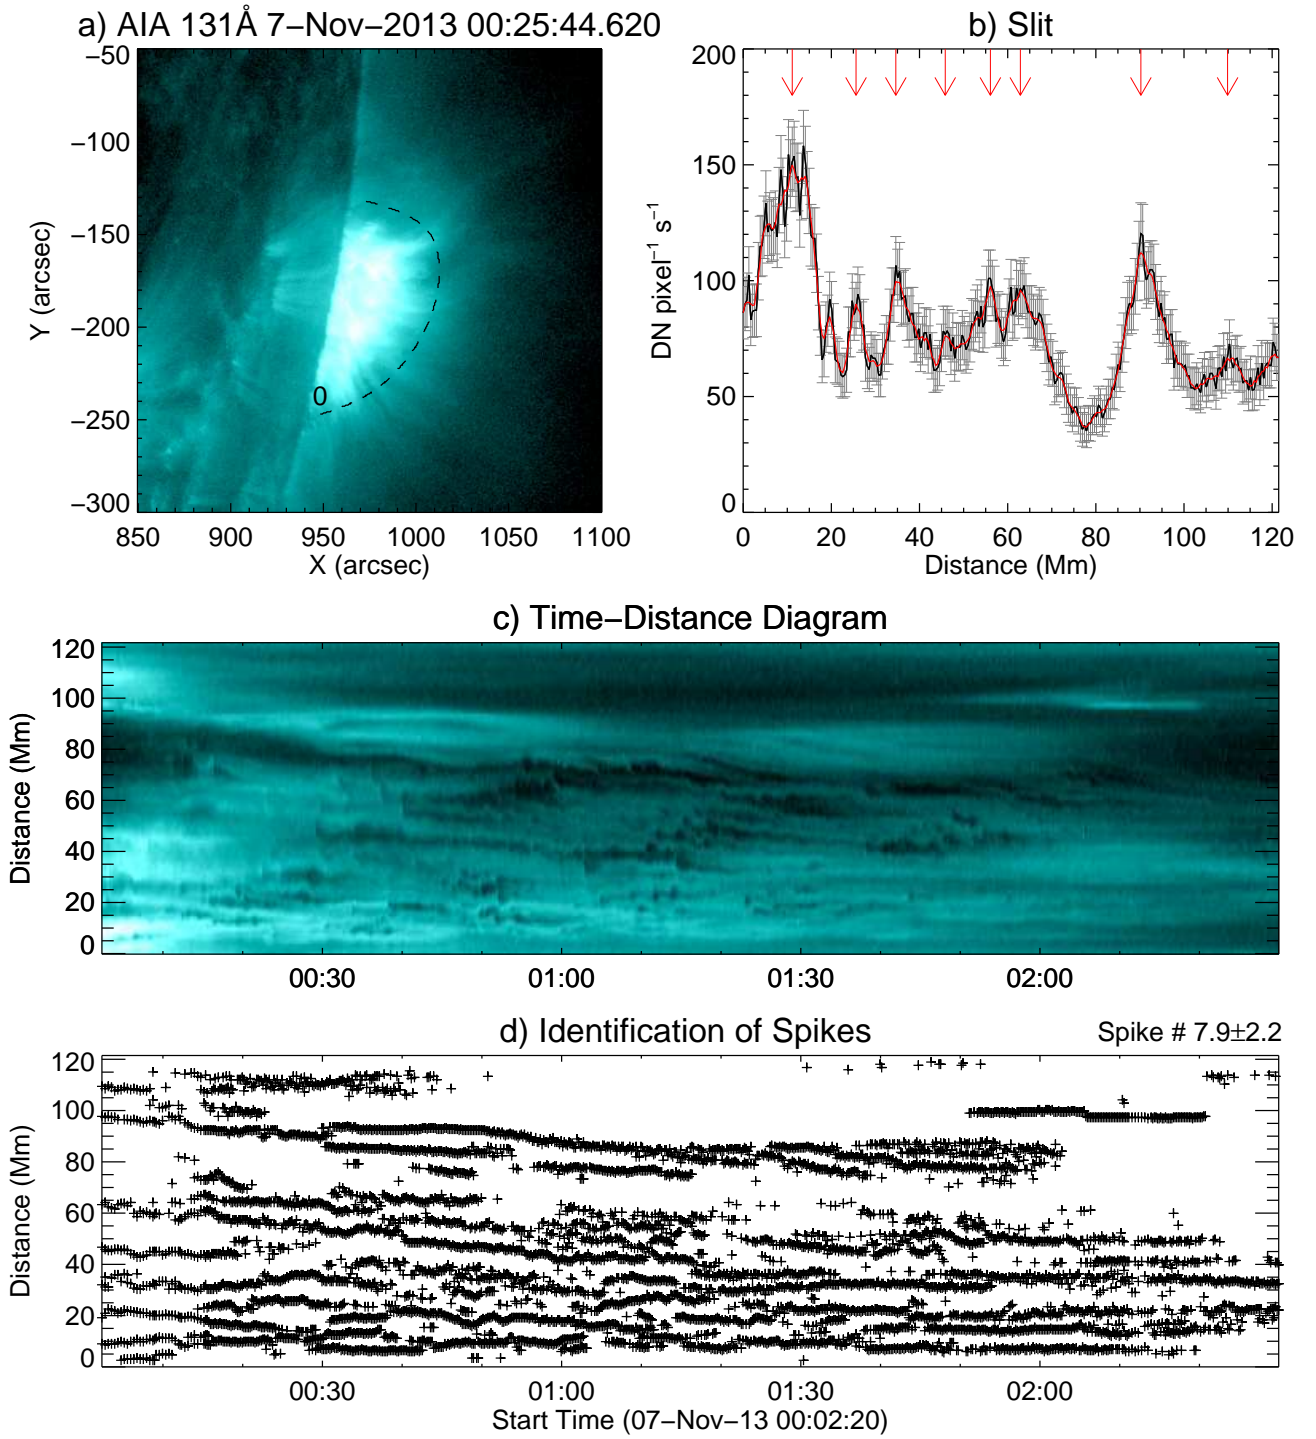 a) AIA 131Å 7−Nov−2013 00:25:44.620
b) Slit
−50
−100
−150
−200
−250
−300
Y (arcsec)
0
850 900 950 1000 1050 1100
X (arcsec)
200
150
100
50
0
DN pixel⁻¹ s⁻¹
0 20 40 60 80 100 120
Distance (Mm)
c) Time−Distance Diagram
120
100
80
60
40
20
0
Distance (Mm)
00:30 01:00 01:30 02:00
d) Identification of Spikes
Spike # 7.9±2.2
120
100
80
60
40
20
0
Distance (Mm)
00:30 01:00 01:30 02:00
Start Time (07−Nov−13 00:02:20)